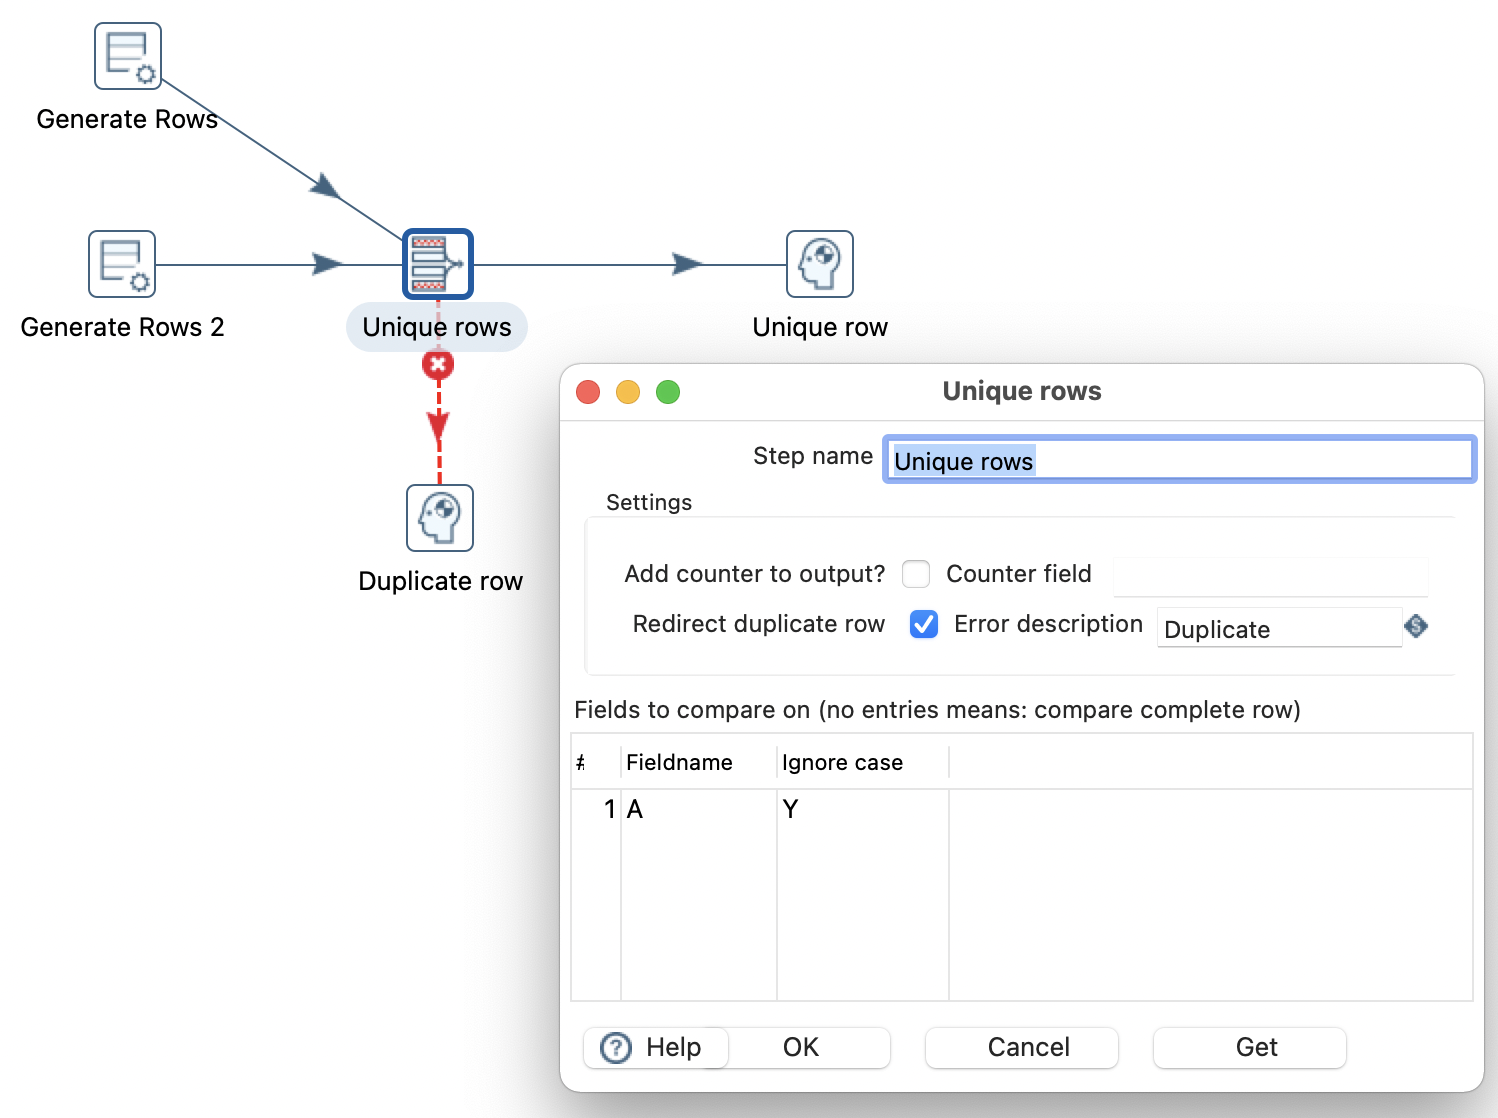 Generate Rows
Generate Rows 2
Unique rows
Unique row
Duplicate row
Unique rows
Step name Unique rows
Settings
Add counter to output? Counter field
Redirect duplicate row Error description Duplicate
Fields to compare on (no entries means: compare complete row)
# Fieldname Ignore case
1 A Y
Help OK Cancel Get